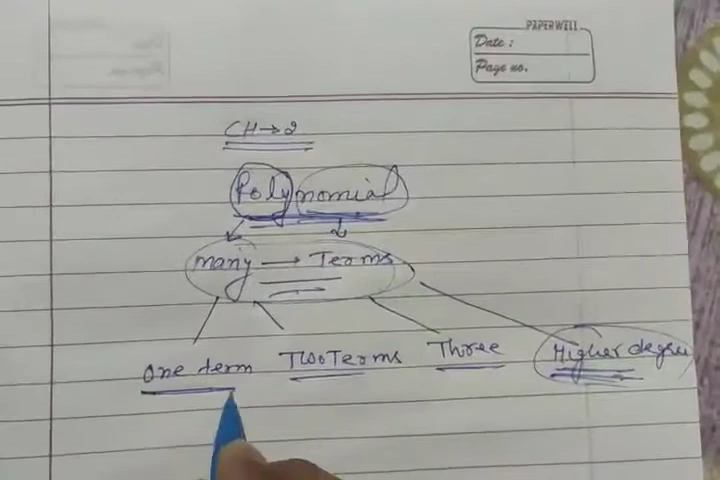 PAPERWELL
Date :
Page no.
CH→2
Polynomial
many → Terms
One term Two Terms Three Higher degree